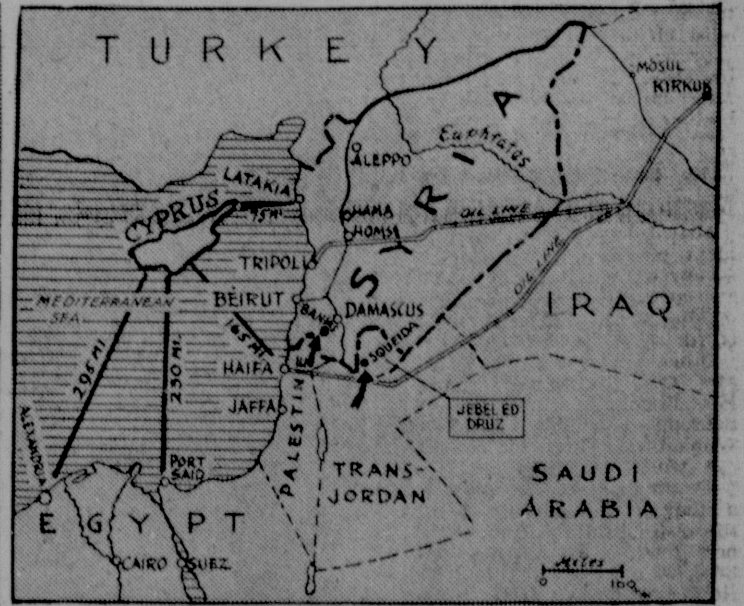 TURKEY
MOSUL
KIRKUK
Euphrates
ALEPPO
SYRIA
LATAKIA
CYPRUS
75 MI
HAMA
HOMS
OIL LINE
TRIPOLI
MEDITERRANEAN
SEA
BEIRUT
DAMASCUS
OIL LINE
IRAQ
165 MI.
SOUEIDA
295 MI.
230 MI.
HAIFA
JAFFA
PALESTINE
JEBEL ED
DRUZ
ALEXANDRIA
PORT
SAID
TRANS-
JORDAN
SAUDI
ARABIA
EGYPT
CAIRO
SUEZ
Miles
0 100